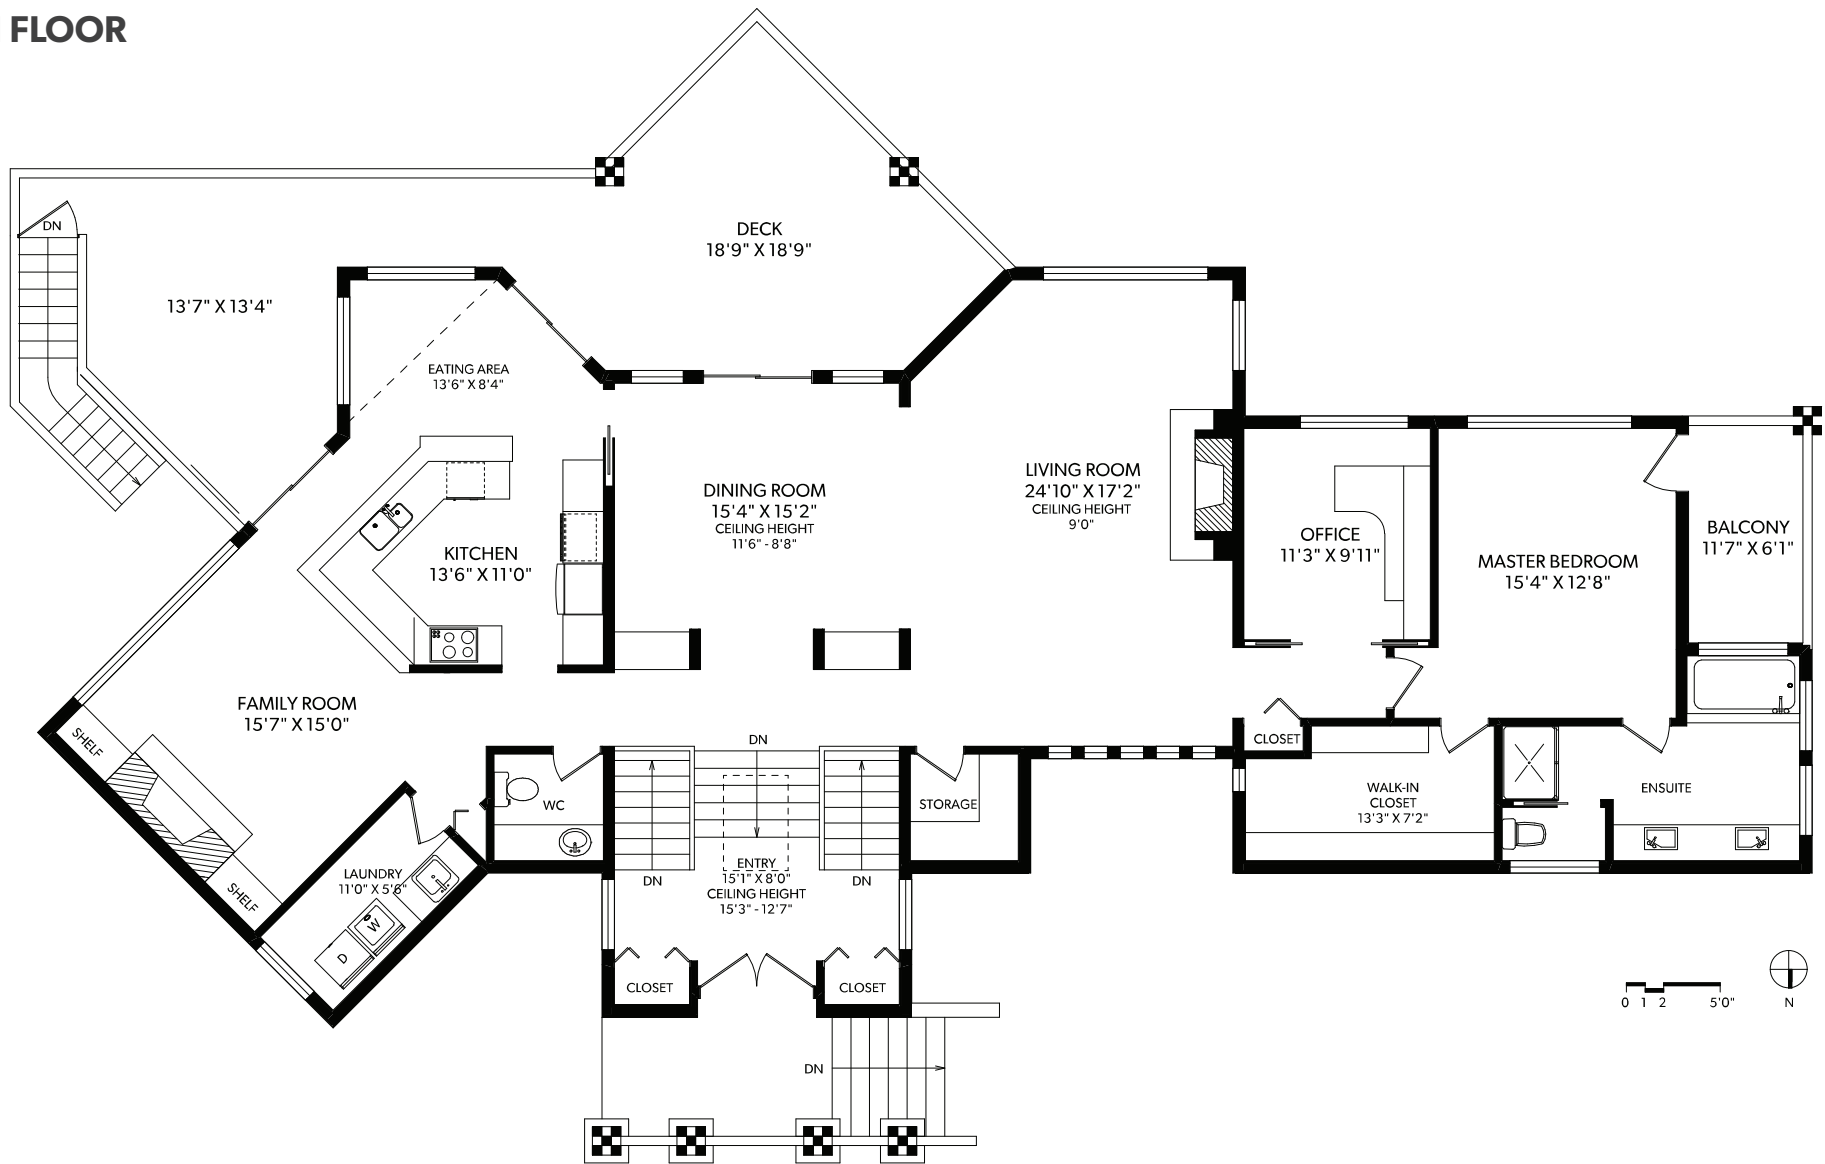 FLOOR
DECK
18'9" X 18'9"
DN
13'7" X 13'4"
EATING AREA
13'6" X 8'4"
LIVING ROOM
24'10" X 17'2"
CEILING HEIGHT
9'0"
DINING ROOM
15'4" X 15'2"
CEILING HEIGHT
11'6" - 8'8"
KITCHEN
13'6" X 11'0"
OFFICE
11'3" X 9'11"
MASTER BEDROOM
15'4" X 12'8"
BALCONY
11'7" X 6'1"
FAMILY ROOM
15'7" X 15'0"
SHELF
DN
CLOSET
WALK-IN
CLOSET
13'3" X 7'2"
ENSUITE
WC
STORAGE
LAUNDRY
11'0" X 5'6"
SHELF
W
D
DN
ENTRY
15'1" X 8'0"
CEILING HEIGHT
15'3" - 12'7"
DN
CLOSET
CLOSET
DN
0 1 2 5'0"
N